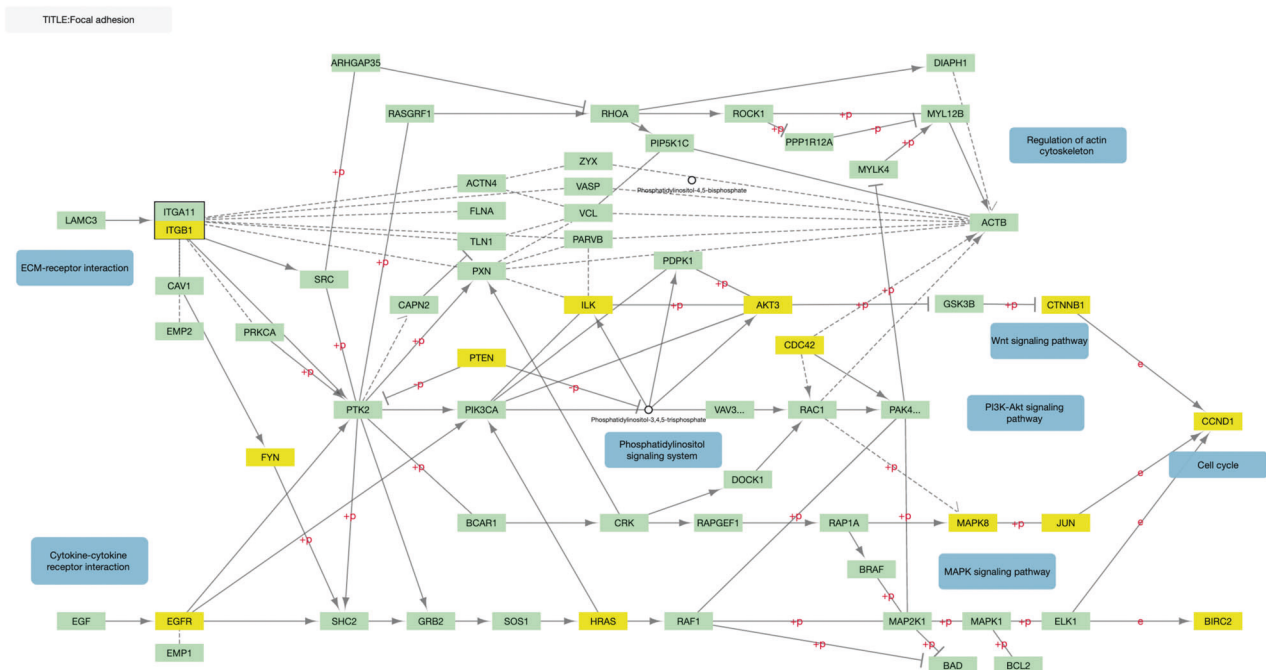 TITLE:Focal adhesion
ARHGAP35
DIAPH1
RASGRF1
RHOA
ROCK1
+p
MYL12B
+p
-p
PPP1R12A
PIP5K1C
+p
MYLK4
Regulation of actin
cytoskeleton
+p
+p
ZYX
Phosphatidylinositol-4,5-bisphosphate
ACTN4
VASP
LAMC3
ITGA11
ITGB1
FLNA
VCL
ACTB
TLN1
PARVB
ECM-receptor interaction
SRC
PXN
PDPK1
CAV1
+p
+p
CAPN2
ILK
+p
AKT3
+p
GSK3B
+p
CTNNB1
EMP2
PRKCA
+p
+p
CDC42
Wnt signaling pathway
PTEN
+p
+p
-p
-p
e
PTK2
PIK3CA
Phosphatidylinositol-3,4,5-trisphosphate
VAV3...
RAC1
PAK4...
PI3K-Akt signaling
pathway
CCND1
Phosphatidylinositol
signaling system
FYN
+p
Cell cycle
DOCK1
e
BCAR1
CRK
RAPGEF1
+p
RAP1A
+p
MAPK8
+p
JUN
+p
+p
e
Cytokine-cytokine
receptor interaction
+p
BRAF
MAPK signaling pathway
+p
EGF
EGFR
SHC2
GRB2
SOS1
HRAS
RAF1
+p
MAP2K1
+p
MAPK1
+p
ELK1
e
BIRC2
EMP1
+p
+p
+p
BAD
BCL2